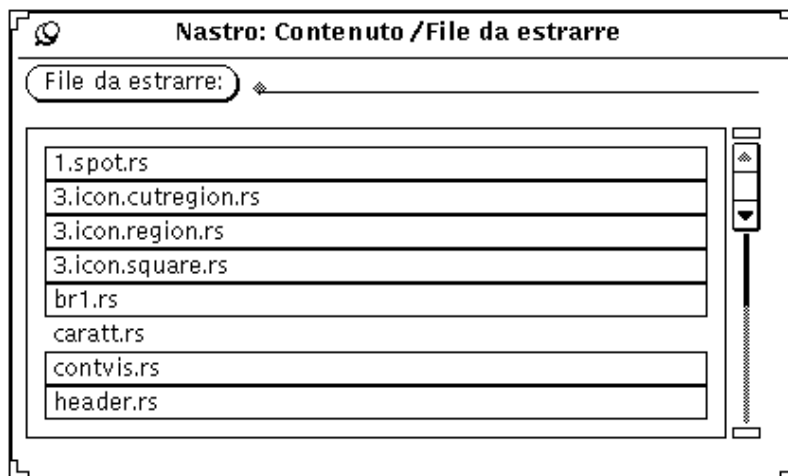 Nastro: Contenuto /File da estrarre
File da estrarre:
1.spot.rs
3.icon.cutregion.rs
3.icon.region.rs
3.icon.square.rs
br1.rs
caratt.rs
contvis.rs
header.rs